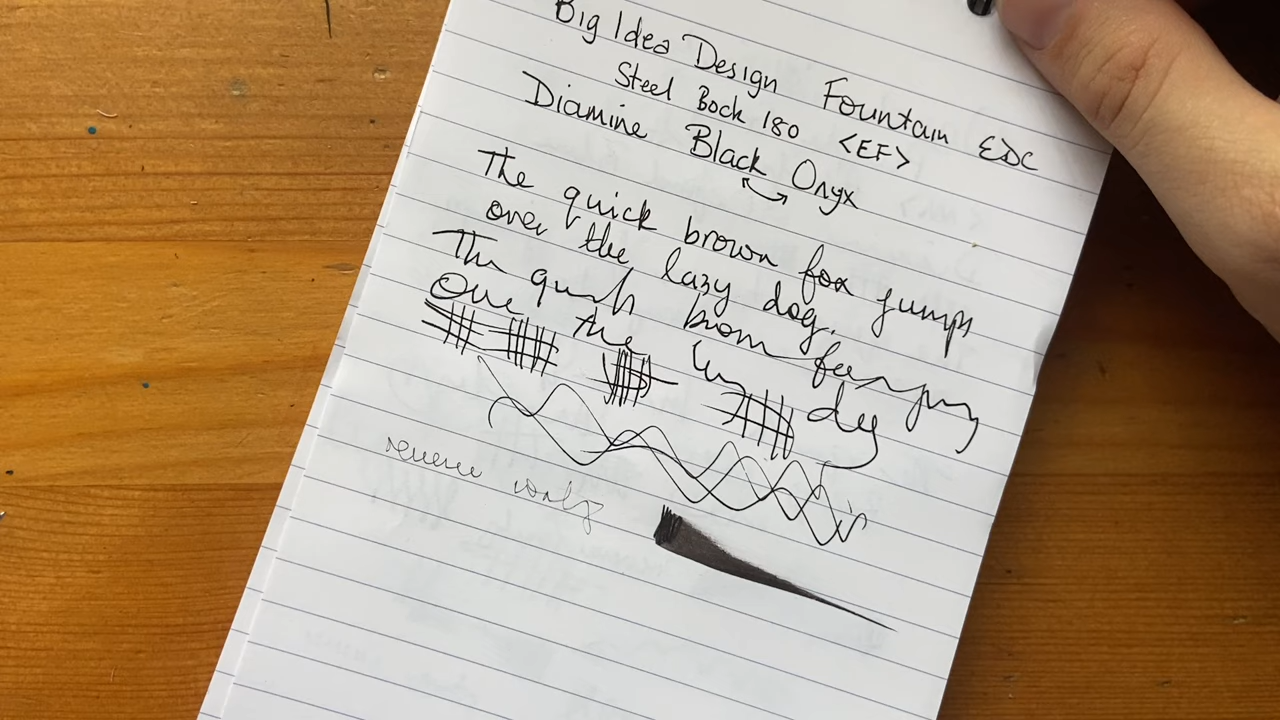 Big Idea Design Fountain EDC
Steel Bock 180 <EF>
Diamine Black Onyx
The quick brown fox jumps
over the lazy dog.
The quick brown fox jumps
Over the lazy dog
reverse